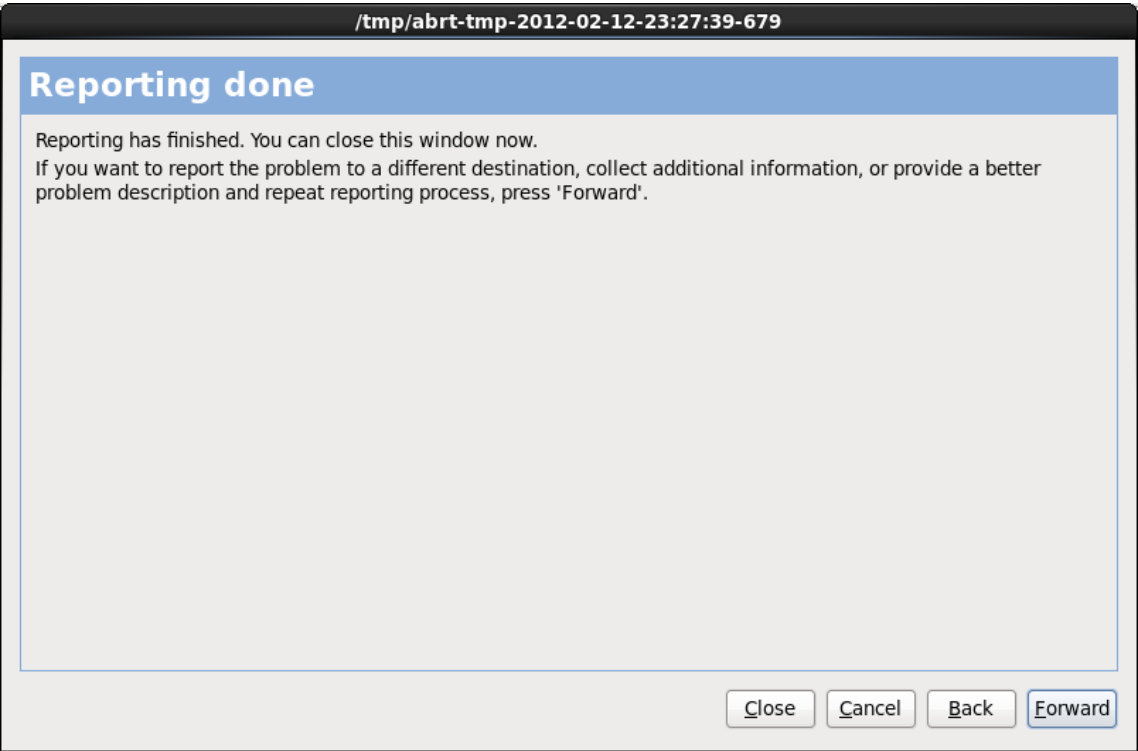 /tmp/abrt-tmp-2012-02-12-23:27:39-679
Reporting done
Reporting has finished. You can close this window now.
If you want to report the problem to a different destination, collect additional information, or provide a better
problem description and repeat reporting process, press 'Forward'.
Close Cancel Back Forward